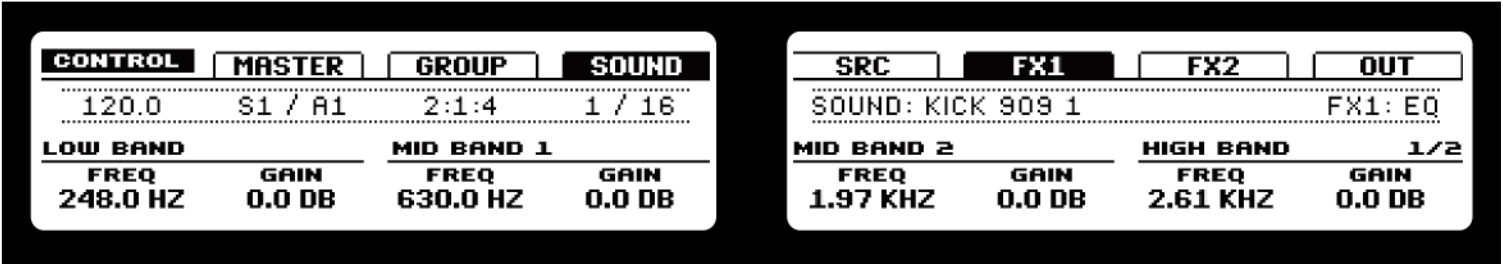 CONTROL MASTER GROUP SOUND
120.0 S1 / A1 2:1:4 1 / 16
LOW BAND MID BAND 1
FREQ GAIN FREQ GAIN
248.0 HZ 0.0 DB 630.0 HZ 0.0 DB
SRC FX1 FX2 OUT
SOUND: KICK 909 1 FX1: EQ
MID BAND 2 HIGH BAND 1/2
FREQ GAIN FREQ GAIN
1.97 KHZ 0.0 DB 2.61 KHZ 0.0 DB